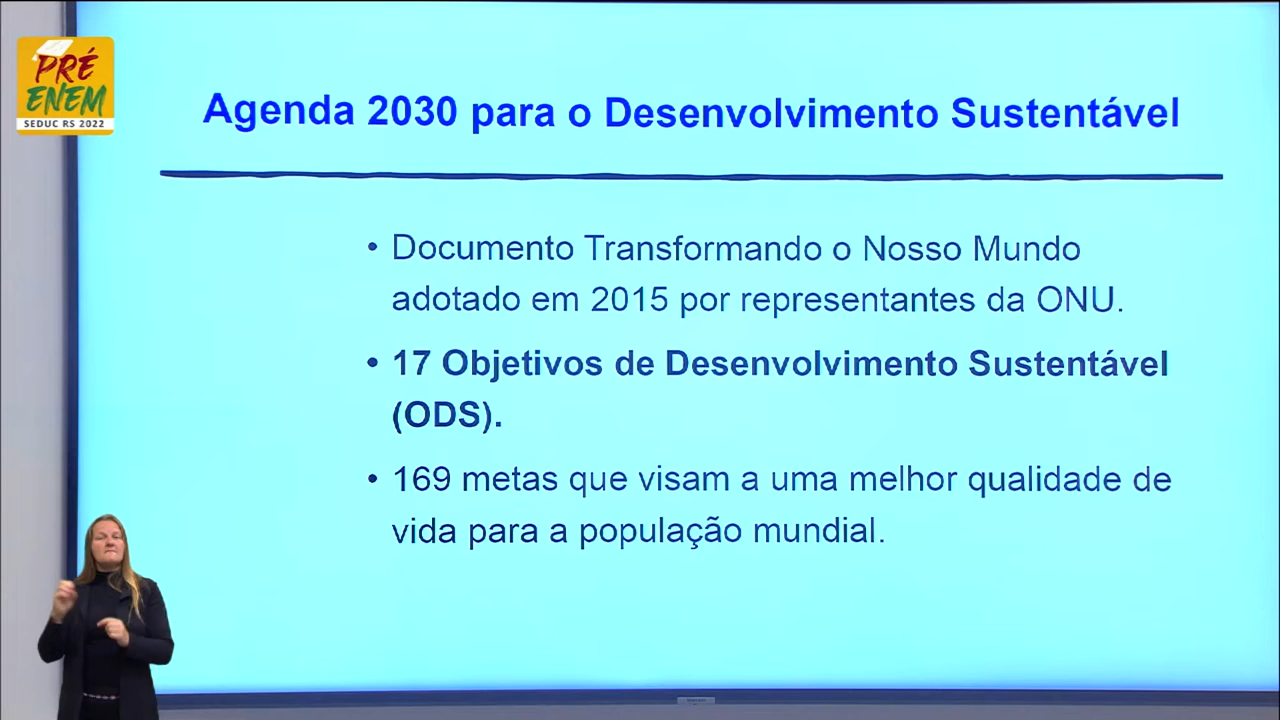 PRÉ
ENEM
SEDUC RS 2022
Agenda 2030 para o Desenvolvimento Sustentável
• Documento Transformando o Nosso Mundo
adotado em 2015 por representantes da ONU.
• 17 Objetivos de Desenvolvimento Sustentável
(ODS).
• 169 metas que visam a uma melhor qualidade de
vida para a população mundial.